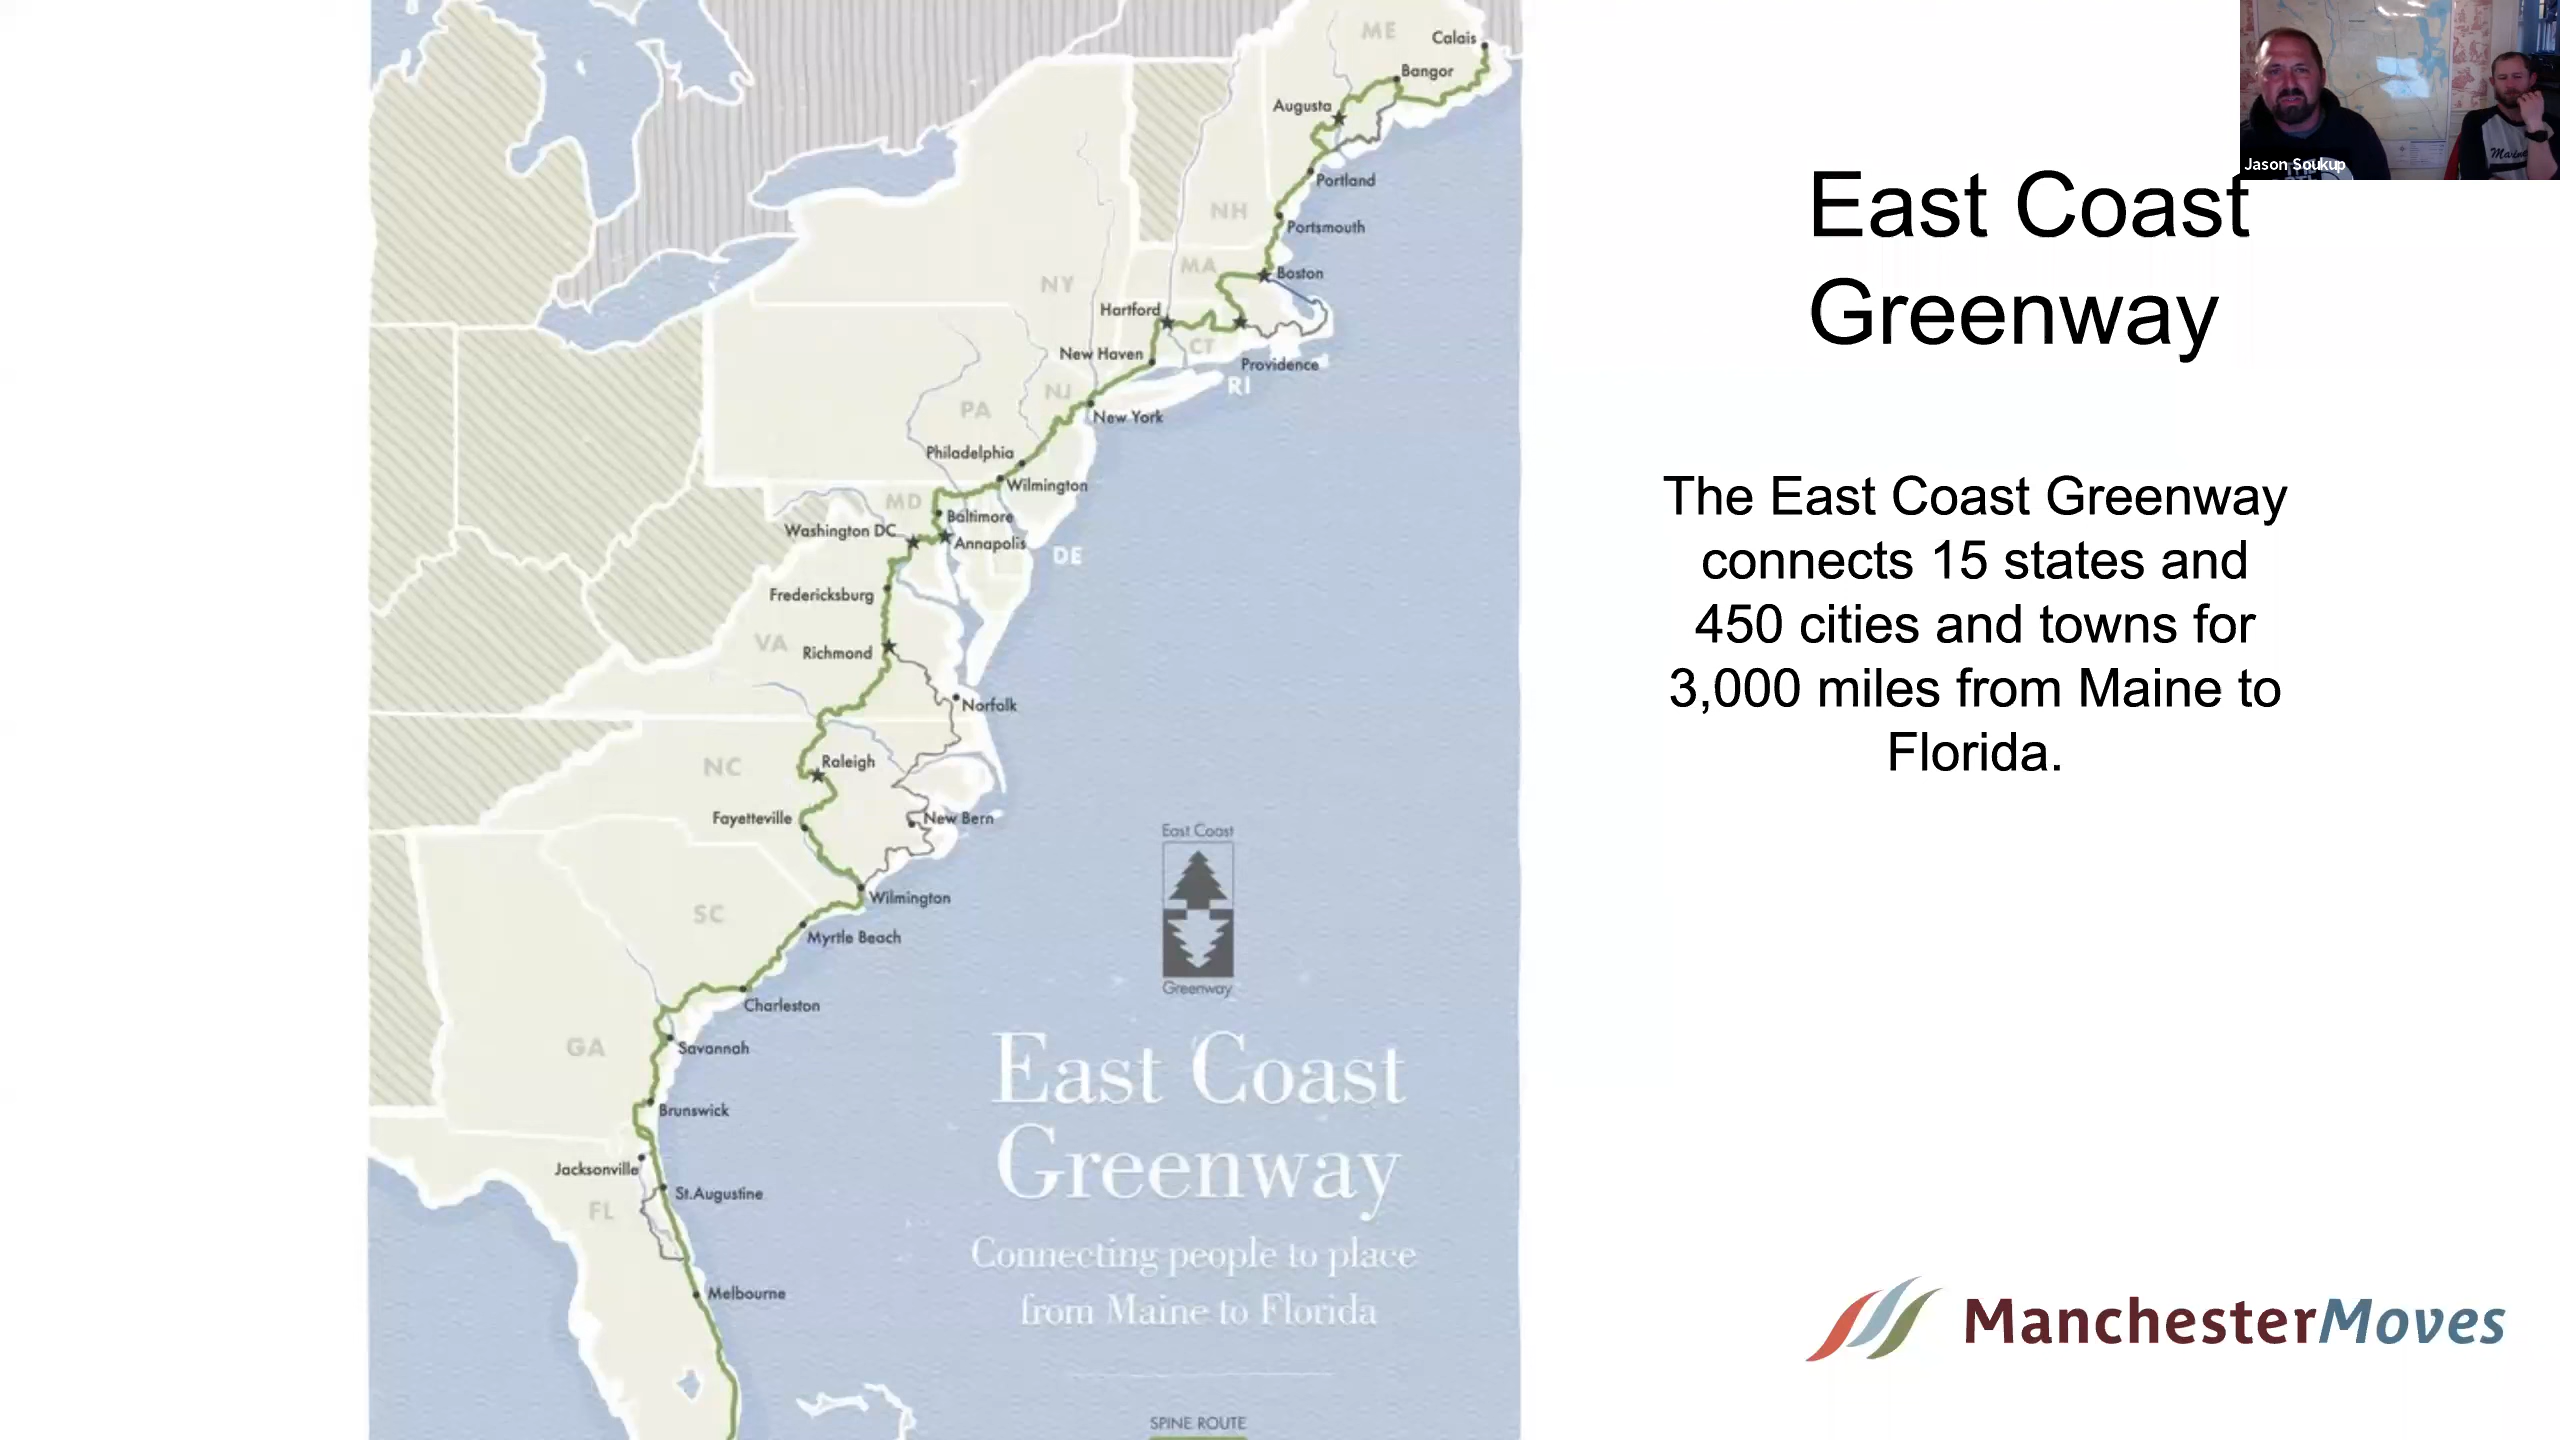 ME
Calais
Bangor
Augusta
Portland
NH
Portsmouth
MA
Boston
NY
Hartford
CT
New Haven
Providence
RI
NJ
New York
PA
Philadelphia
Wilmington
MD
Baltimore
Washington DC
Annapolis
DE
Fredericksburg
VA
Richmond
Norfolk
NC
Raleigh
Fayetteville
New Bern
Wilmington
SC
Myrtle Beach
Charleston
GA
Savannah
Brunswick
Jacksonville
St.Augustine
FL
Melbourne
East Coast
Greenway
East Coast
Greenway
Connecting people to place
from Maine to Florida
SPINE ROUTE
Jason Soukup
East Coast
Greenway
The East Coast Greenway
connects 15 states and
450 cities and towns for
3,000 miles from Maine to
Florida.
ManchesterMoves